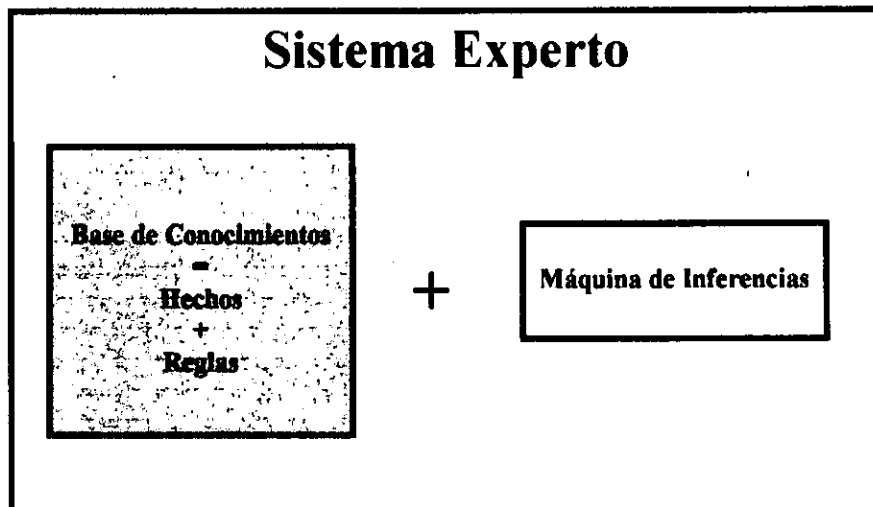 Sistema Experto
Base de Conocimientos
=
Hechos
+
Reglas
+
Máquina de Inferencias